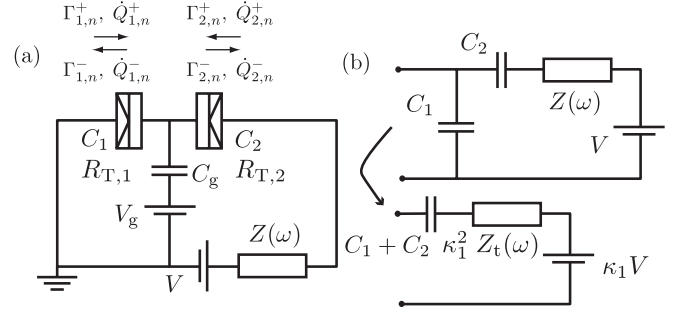 Γ⁺₁,ₙ, Q̇⁺₁,ₙ Γ⁺₂,ₙ, Q̇⁺₂,ₙ
(a) Γ⁻₁,ₙ, Q̇⁻₁,ₙ Γ⁻₂,ₙ, Q̇⁻₂,ₙ
C₁ C₂
R_T,1 C_g R_T,2
V_g
Z(ω)
V
(b) C₂
C₁ Z(ω)
V
C₁ + C₂ κ₁² Z_t(ω)
κ₁V